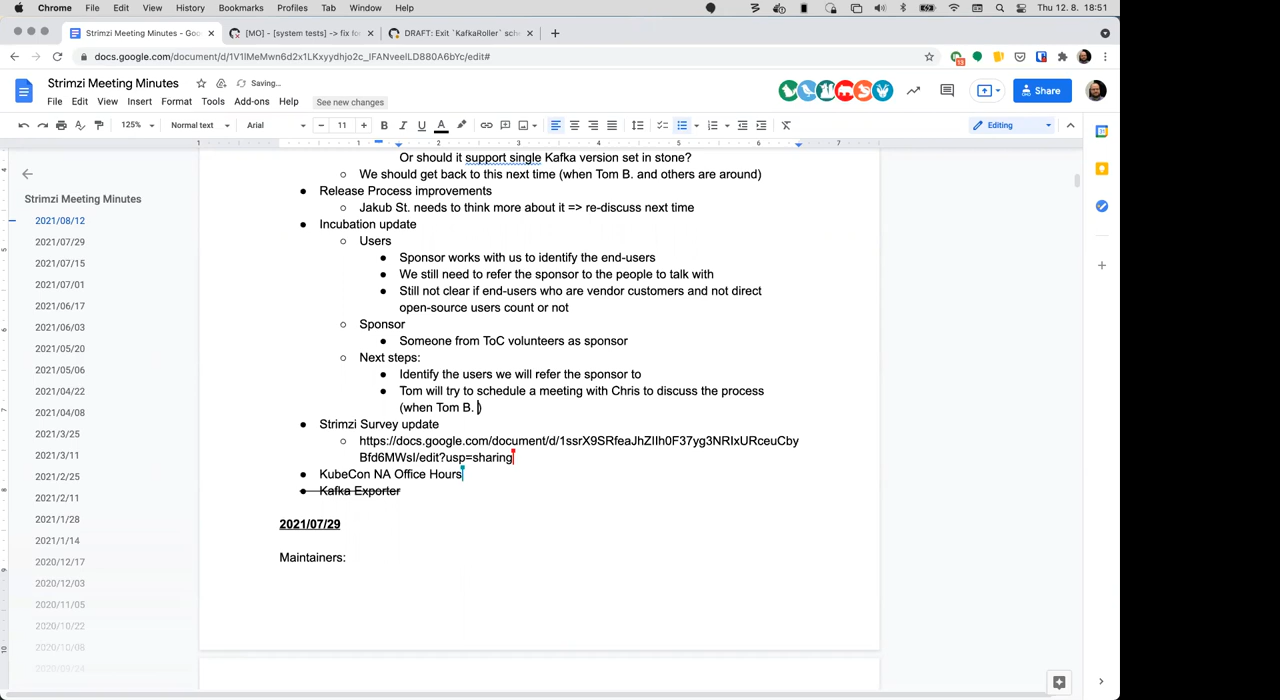 Chrome File Edit View History Bookmarks Profiles Tab Window Help Thu 12. 8. 18:51
Strimzi Meeting Minutes - Goo [MO] - [system tests] -> fix fo DRAFT: Exit `KafkaRoller` sch
docs.google.com/document/d/1V1lMeMwn6d2x1LKxyydhjo2c_IFANveelLD880A6bYc/edit#
Strimzi Meeting Minutes Saving...
Share
File Edit View Insert Format Tools Add-ons Help See new changes
125% Normal text Arial 11 Editing
Or should it support single Kafka version set in stone?
We should get back to this next time (when Tom B. and others are around)
Release Process improvements
Jakub St. needs to think more about it => re-discuss next time
Incubation update
Users
Sponsor works with us to identify the end-users
We still need to refer the sponsor to the people to talk with
Still not clear if end-users who are vendor customers and not direct
open-source users count or not
Sponsor
Someone from ToC volunteers as sponsor
Next steps:
Identify the users we will refer the sponsor to
Tom will try to schedule a meeting with Chris to discuss the process
(when Tom B. )
Strimzi Survey update
https://docs.google.com/document/d/1ssrX9SRfeaJhZIIh0F37yg3NRIxURceuCby
Bfd6MWsI/edit?usp=sharing
KubeCon NA Office Hours
Kafka Exporter
2021/07/29
Maintainers:
Strimzi Meeting Minutes
2021/08/12
2021/07/29
2021/07/15
2021/07/01
2021/06/17
2021/06/03
2021/05/20
2021/05/06
2021/04/22
2021/04/08
2021/3/25
2021/3/11
2021/2/25
2021/2/11
2021/1/28
2021/1/14
2020/12/17
2020/12/03
2020/11/05
2020/10/22
2020/10/08
2020/09/24